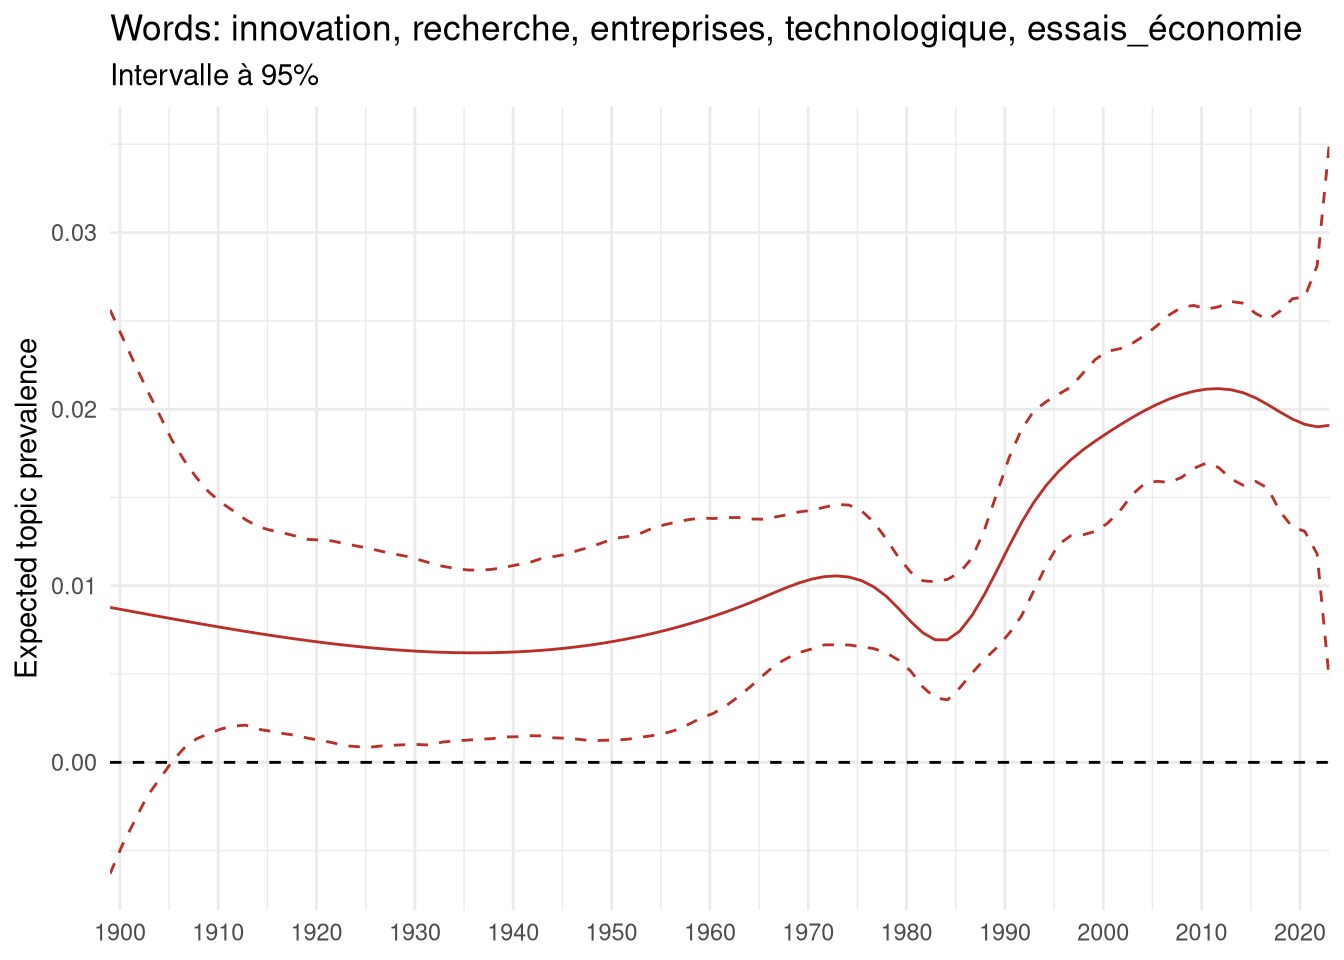 Words: innovation, recherche, entreprises, technologique, essais_économie
Intervalle à 95%
Expected topic prevalence
0.03
0.02
0.01
0.00
1900 1910 1920 1930 1940 1950 1960 1970 1980 1990 2000 2010 2020